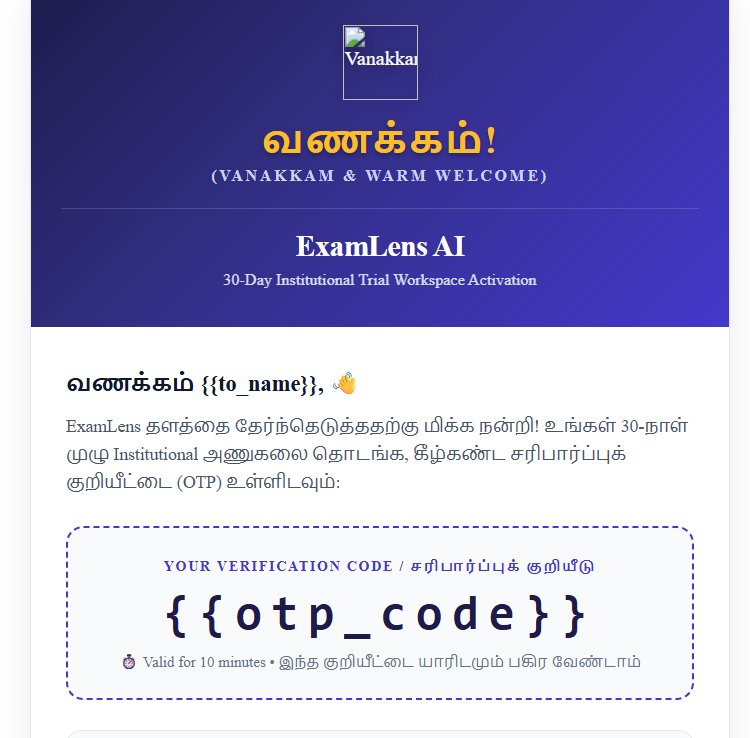 Vanakkam
வணக்கம்!
(VANAKKAM & WARM WELCOME)
ExamLens AI
30-Day Institutional Trial Workspace Activation
வணக்கம் {{to_name}}, 👋
ExamLens தளத்தை தேர்ந்தெடுத்ததற்கு மிக்க நன்றி! உங்கள் 30-நாள்
முழு Institutional அணுகலை தொடங்க, கீழ்கண்ட சரிபார்ப்புக்
குறியீட்டை (OTP) உள்ளிடவும்:
YOUR VERIFICATION CODE / சரிபார்ப்புக் குறியீடு
{{otp_code}}
⏱ Valid for 10 minutes • இந்த குறியீட்டை யாரிடமும் பகிர வேண்டாம்